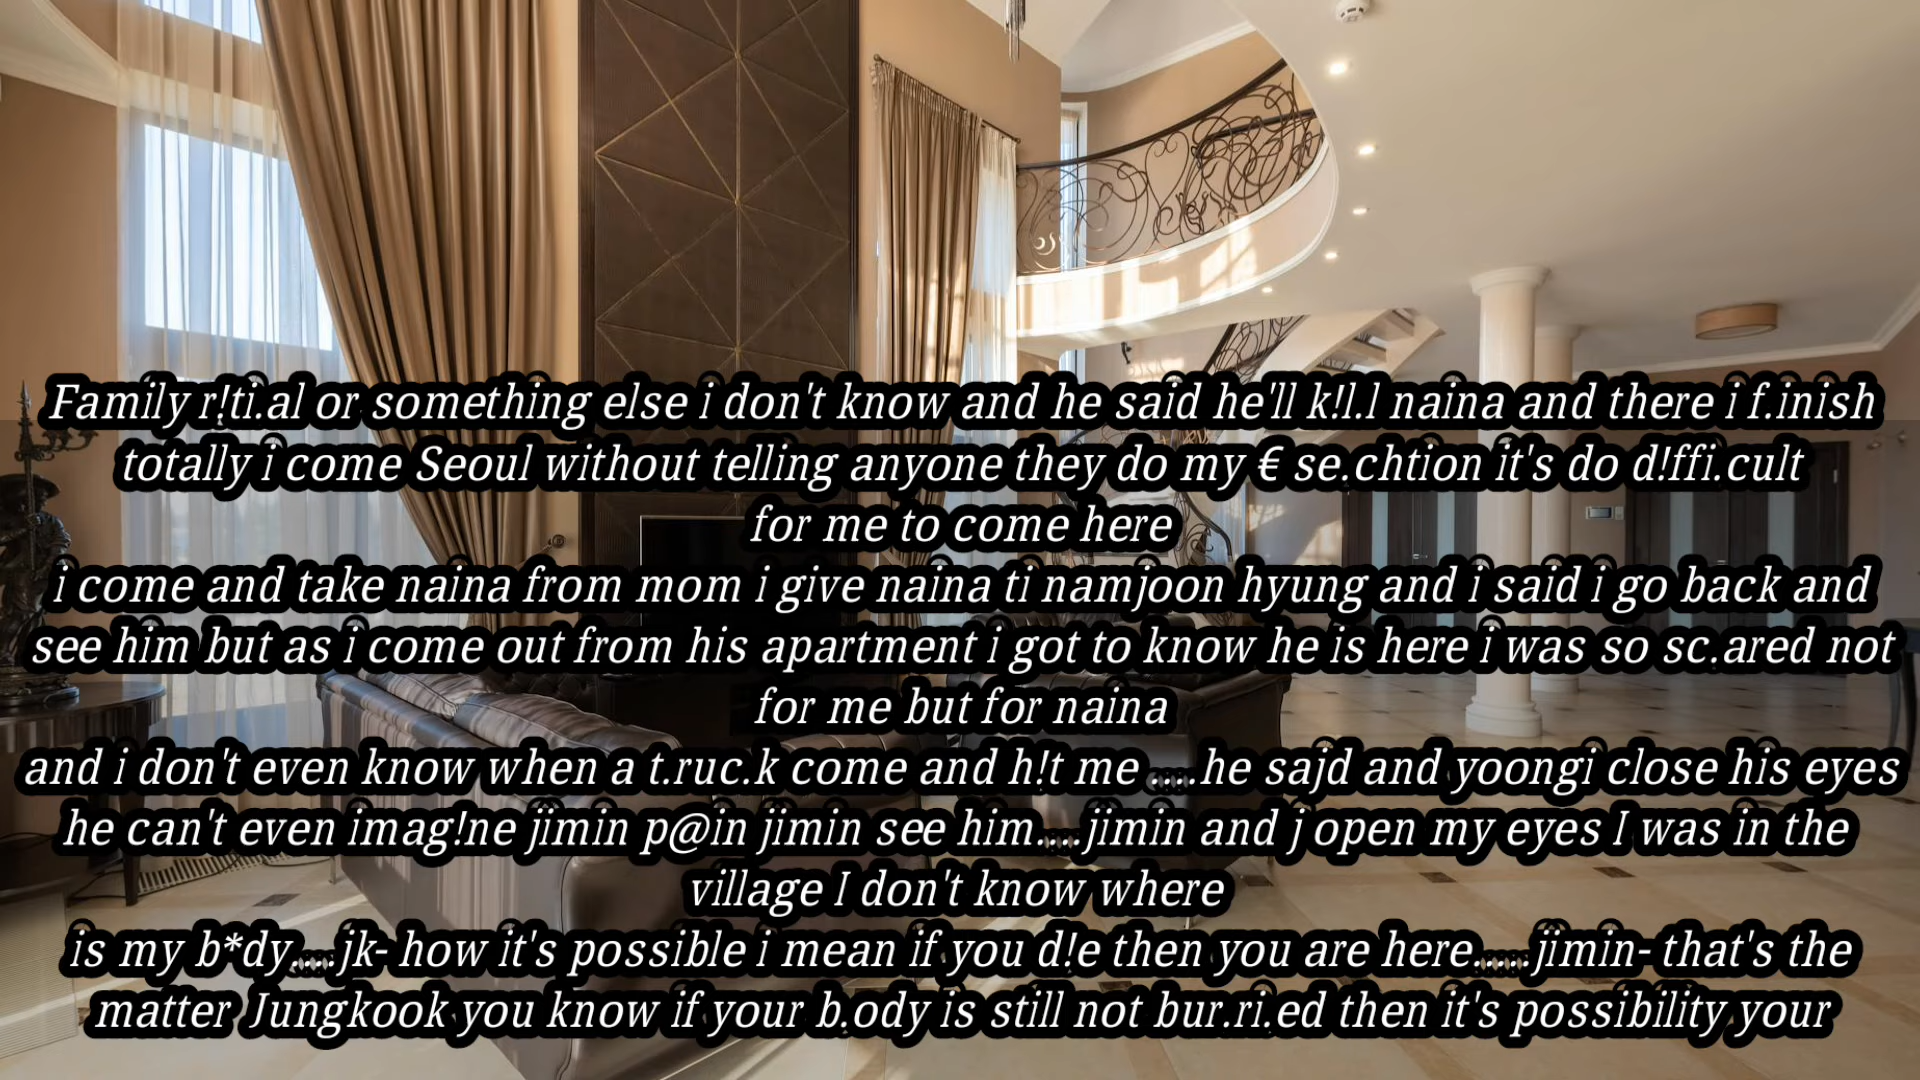 Family r!ti.al or something else i don't know and he said he'll k!l.l naina and there i f.inish
totally i come Seoul without telling anyone they do my € se.chtion it's do d!ffi.cult
for me to come here
i come and take naina from mom i give naina ti namjoon hyung and i said i go back and
see him but as i come out from his apartment i got to know he is here i was so sc.ared not
for me but for naina
and i don't even know when a t.ruc.k come and h!t me .....he sajd and yoongi close his eyes
he can't even imag!ne jimin p@in jimin see him.....jimin and j open my eyes I was in the
village I don't know where
is my b*dy.....jk- how it's possible i mean if you d!e then you are here......jimin- that's the
matter Jungkook you know if your b.ody is still not bur.ri.ed then it's possibility your